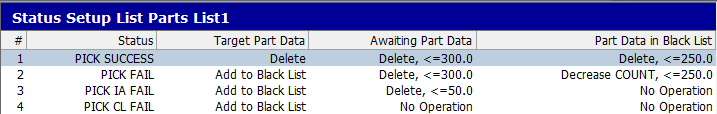 Status Setup List Parts List1
# Status Target Part Data Awaiting Part Data Part Data in Black List
1 PICK SUCCESS Delete Delete, <=300.0 Delete, <=250.0
2 PICK FAIL Add to Black List Delete, <=300.0 Decrease COUNT, <=250.0
3 PICK IA FAIL Add to Black List Delete, <=50.0 No Operation
4 PICK CL FAIL Add to Black List No Operation No Operation